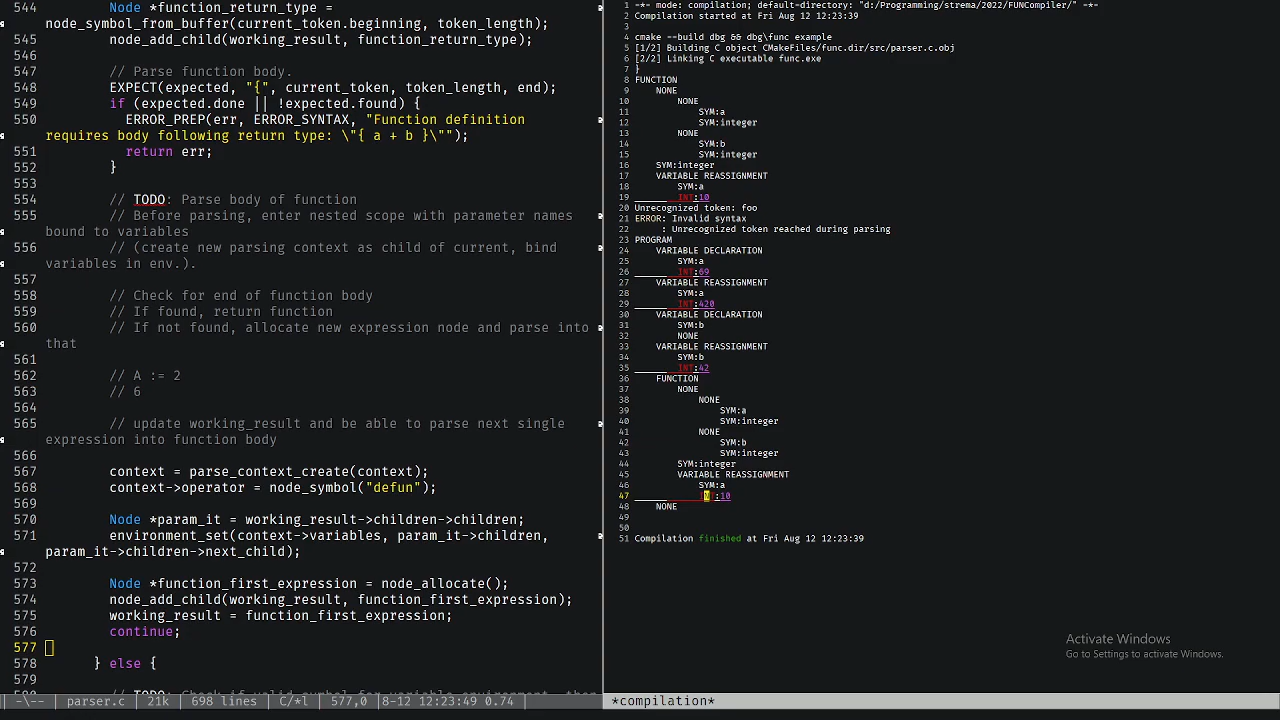 544 Node *function_return_type =
node_symbol_from_buffer(current_token.beginning, token_length);
545 node_add_child(working_result, function_return_type);
546
547 // Parse function body.
548 EXPECT(expected, "{", current_token, token_length, end);
549 if (expected.done || !expected.found) {
550 ERROR_PREP(err, ERROR_SYNTAX, "Function definition
requires body following return type: \"{ a + b }\"");
551 return err;
552 }
553
554 // TODO: Parse body of function
555 // Before parsing, enter nested scope with parameter names
bound to variables
556 // (create new parsing context as child of current, bind
variables in env.).
557
558 // Check for end of function body
559 // If found, return function
560 // If not found, allocate new expression node and parse into
that
561
562 // A := 2
563 // 6
564
565 // update working_result and be able to parse next single
expression into function body
566
567 context = parse_context_create(context);
568 context->operator = node_symbol("defun");
569
570 Node *param_it = working_result->children->children;
571 environment_set(context->variables, param_it->children,
param_it->children->next_child);
572
573 Node *function_first_expression = node_allocate();
574 node_add_child(working_result, function_first_expression);
575 working_result = function_first_expression;
576 continue;
577
578 } else {
579
-\-- parser.c 21k 698 lines C/*l 577,0 8-12 12:23:49 0.74
1 -*- mode: compilation; default-directory: "d:/Programming/strema/2022/FUNCompiler/" -*-
2 Compilation started at Fri Aug 12 12:23:39
3
4 cmake --build dbg && dbg\func example
5 [1/2] Building C object CMakeFiles/func.dir/src/parser.c.obj
6 [2/2] Linking C executable func.exe
7 }
8 FUNCTION
9 NONE
10 NONE
11 SYM:a
12 SYM:integer
13 NONE
14 SYM:b
15 SYM:integer
16 SYM:integer
17 VARIABLE REASSIGNMENT
18 SYM:a
19 INT:10
20 Unrecognized token: foo
21 ERROR: Invalid syntax
22 : Unrecognized token reached during parsing
23 PROGRAM
24 VARIABLE DECLARATION
25 SYM:a
26 INT:69
27 VARIABLE REASSIGNMENT
28 SYM:a
29 INT:420
30 VARIABLE DECLARATION
31 SYM:b
32 NONE
33 VARIABLE REASSIGNMENT
34 SYM:b
35 INT:42
36 FUNCTION
37 NONE
38 NONE
39 SYM:a
40 SYM:integer
41 NONE
42 SYM:b
43 SYM:integer
44 SYM:integer
45 VARIABLE REASSIGNMENT
46 SYM:a
47 INT:10
48 NONE
49
50
51 Compilation finished at Fri Aug 12 12:23:39
Activate Windows
Go to Settings to activate Windows.
*compilation*